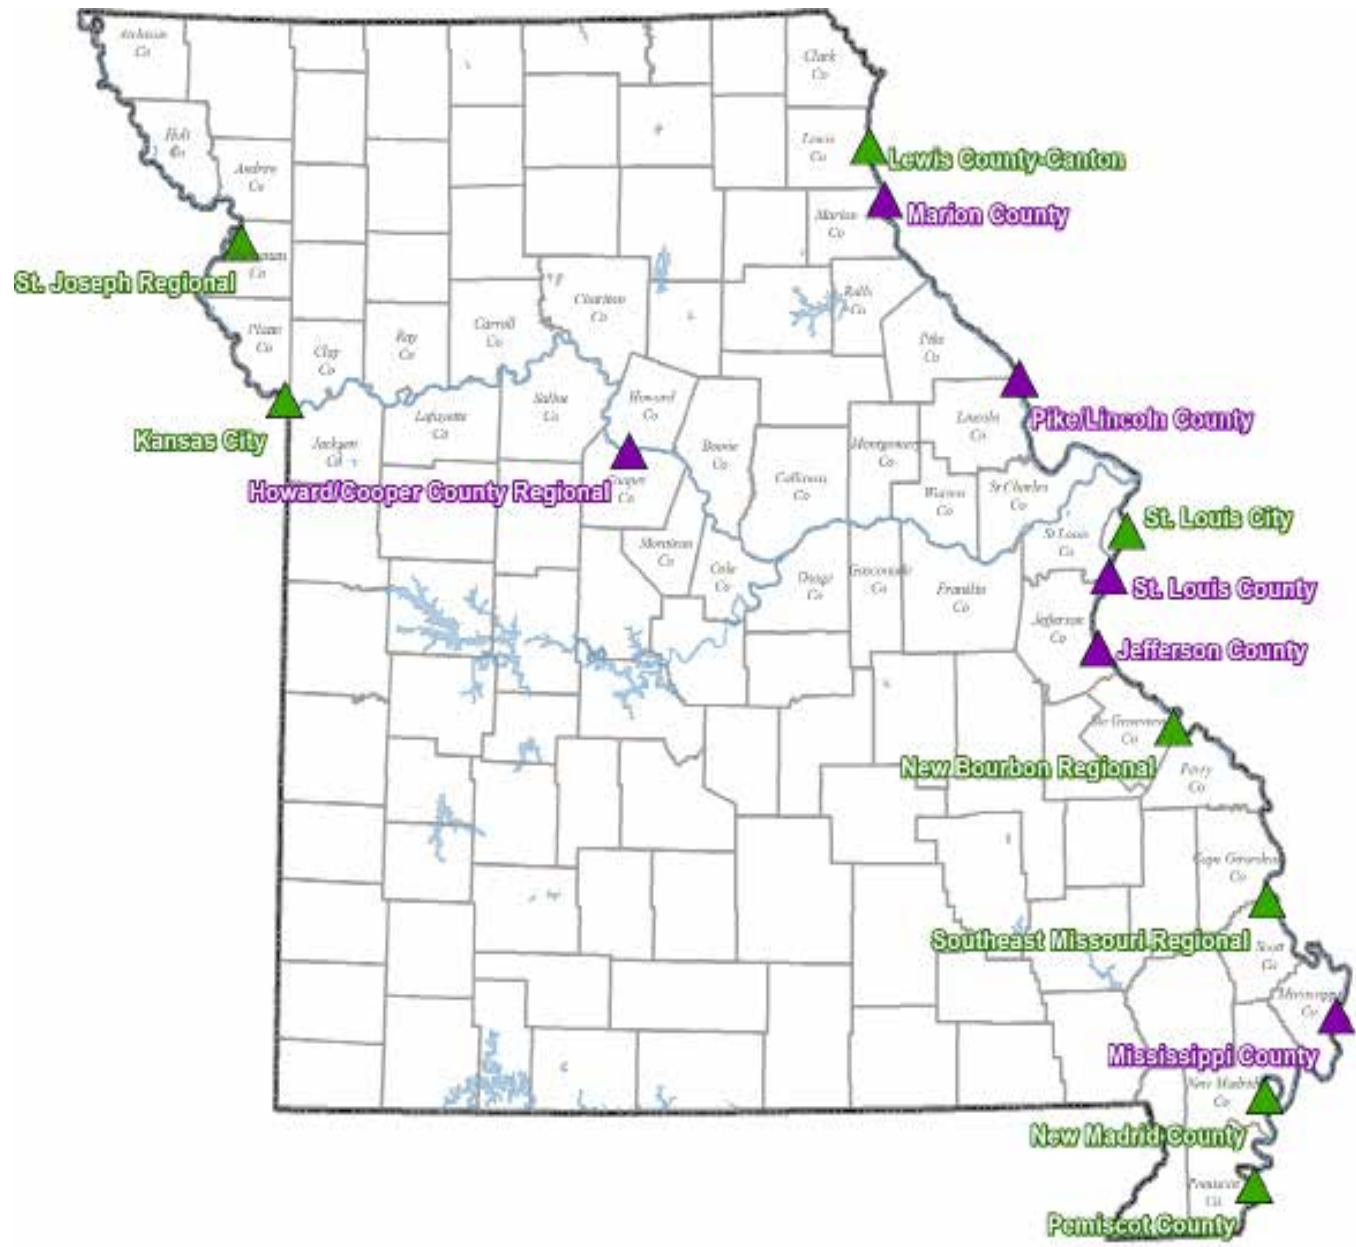 Atchison
Co
Clark
Co
Holt
Co
Lewis
Co
Lewis County-Canton
Andrew
Co
Marion County
Marion
Co
Co
St. Joseph Regional
Chariton
Co
Ralls
Co
Platte
Co
Clay
Co
Ray
Co
Carroll
Co
Pike
Co
Saline
Co
Howard
Co
Lafayette
Co
Lincoln
Co
Pike/Lincoln County
Kansas City
Jackson
Co
Boone
Co
Montgomery
Co
Howard/Cooper County Regional
Cooper
Co
Callaway
Co
Warren
Co
St Charles
Co
St. Louis City
St Louis
Co
Moniteau
Co
Cole
Co
Osage
Co
Gasconade
Co
Franklin
Co
St. Louis County
Jefferson
Co
Jefferson County
Ste Genevieve
Co
New Bourbon Regional
Perry
Co
Cape Girardeau
Co
Southeast Missouri Regional
Scott
Co
Mississippi
Co
Mississippi County
New Madrid
Co
New Madrid County
Pemiscot
Co
Pemiscot County